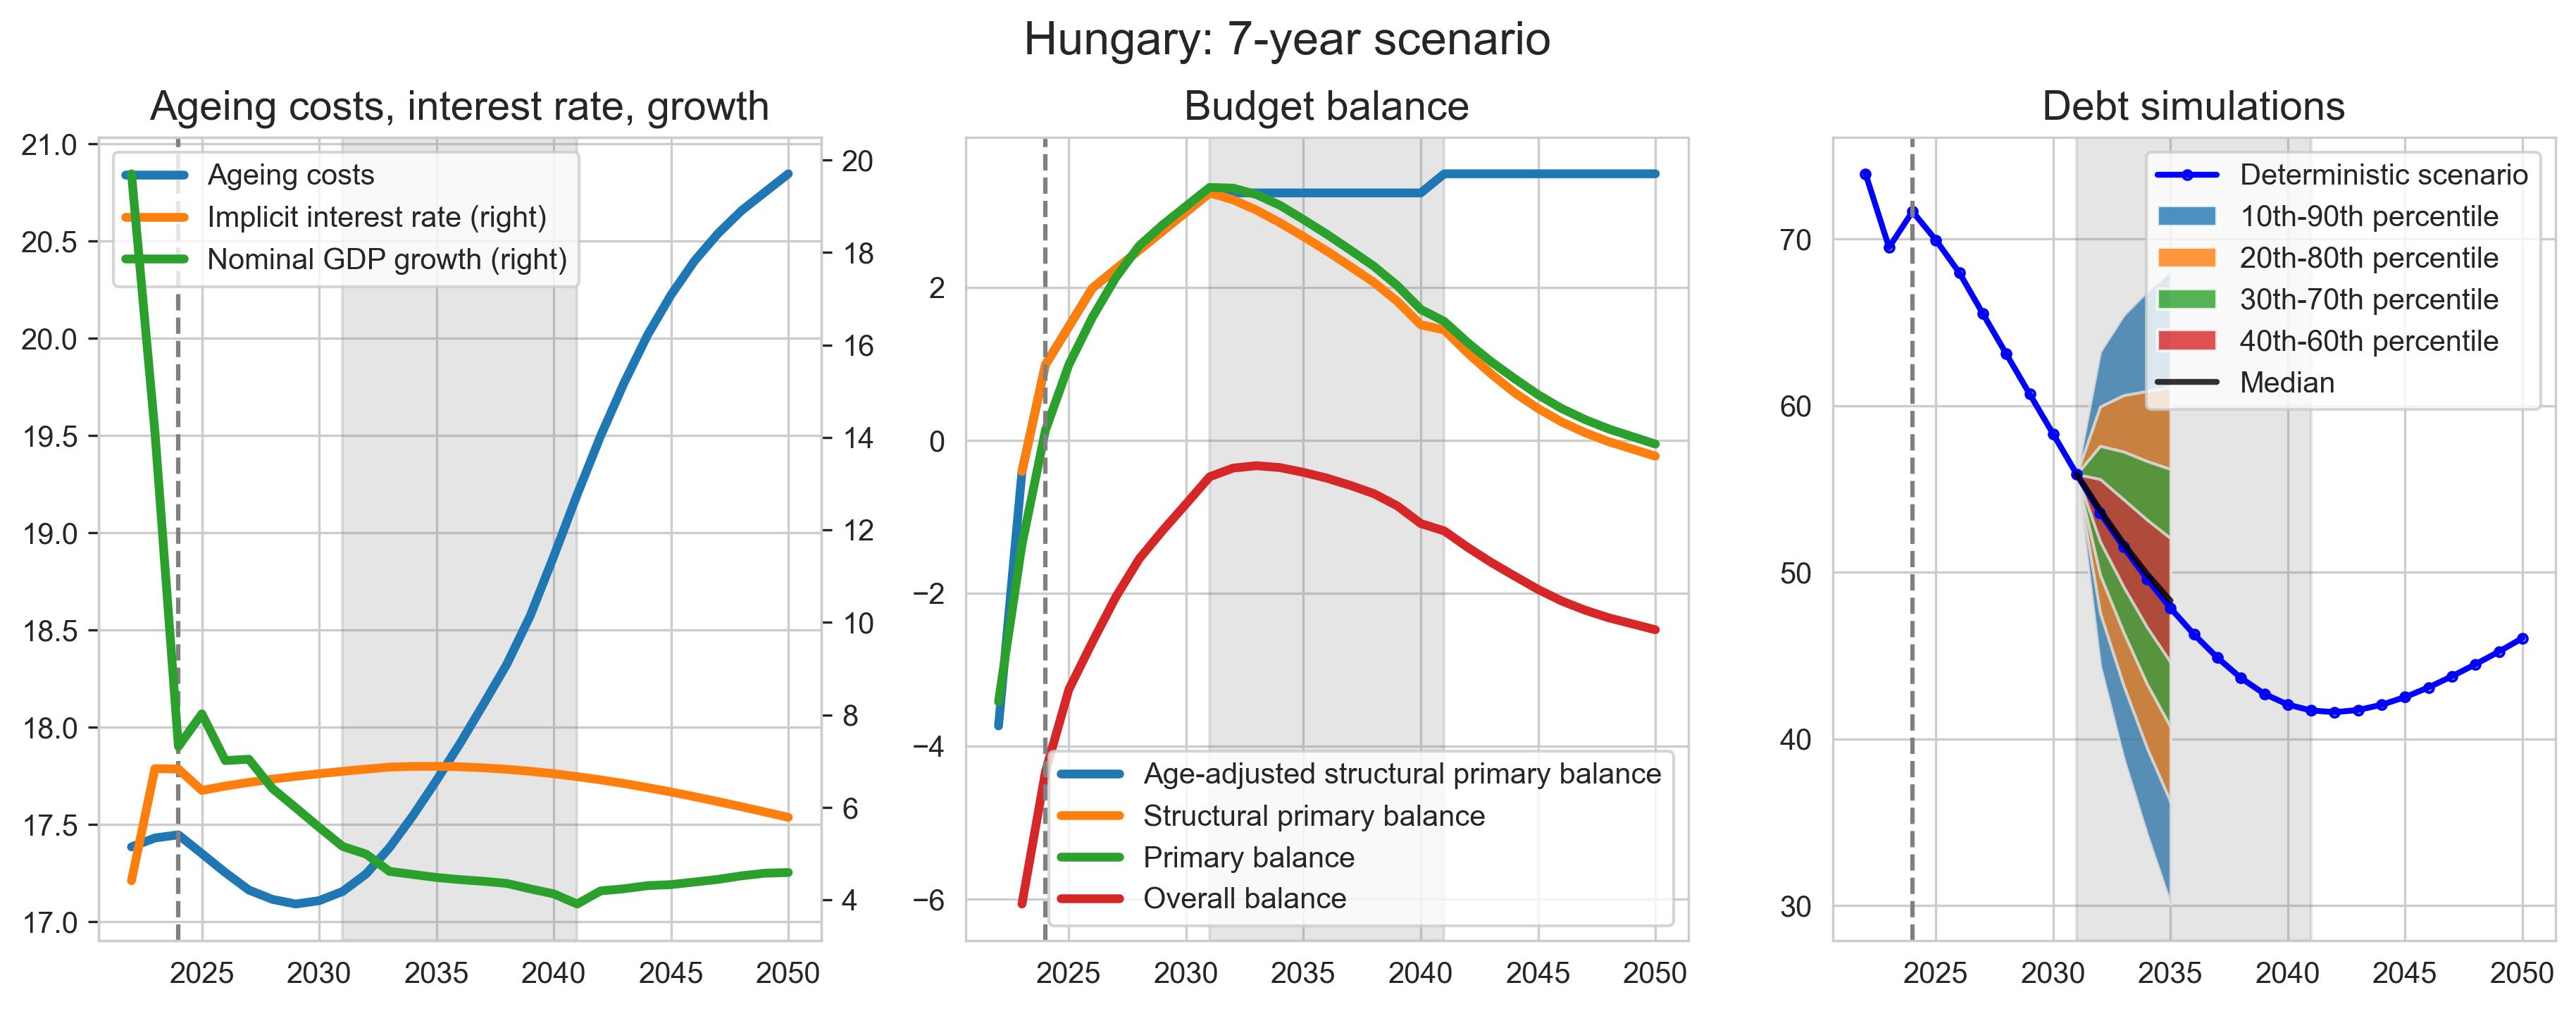 Hungary: 7-year scenario
Ageing costs, interest rate, growth
21.0
20.5
20.0
19.5
19.0
18.5
18.0
17.5
17.0
20
18
16
14
12
10
8
6
4
Ageing costs
Implicit interest rate (right)
Nominal GDP growth (right)
2025 2030 2035 2040 2045 2050
Budget balance
2
0
−2
−4
−6
Age-adjusted structural primary balance
Structural primary balance
Primary balance
Overall balance
2025 2030 2035 2040 2045 2050
Debt simulations
70
60
50
40
30
Deterministic scenario
10th-90th percentile
20th-80th percentile
30th-70th percentile
40th-60th percentile
Median
2025 2030 2035 2040 2045 2050